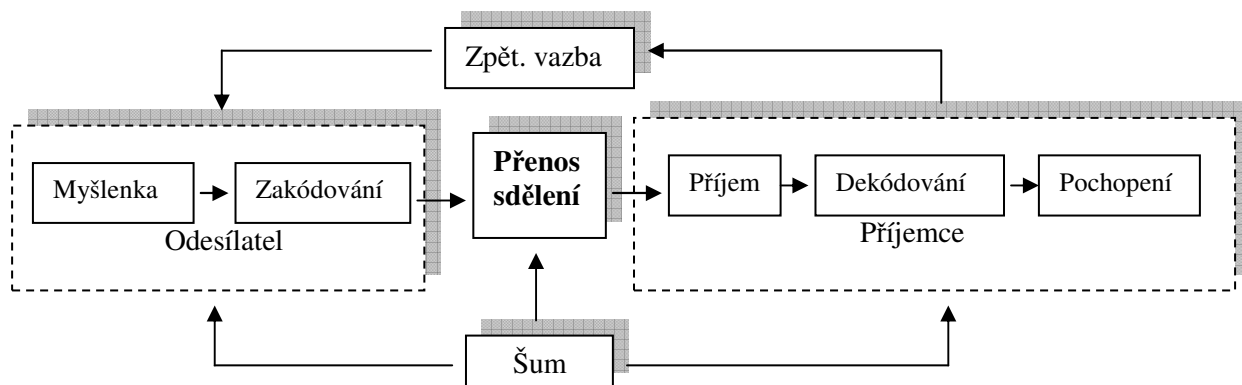 Zpět. vazba
Myšlenka
Zakódování
Odesílatel
Přenos
sdělení
Příjem
Dekódování
Pochopení
Příjemce
Šum